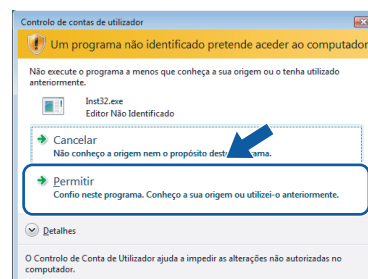 Controlo de contas de utilizador
Um programa não identificado pretende aceder ao computador
Não execute o programa a menos que conheça a sua origem ou o tenha utilizado
anteriormente.
Inst32.exe
Editor Não Identificado
Cancelar
Não conheço a origem nem o propósito deste programa.
Permitir
Confio neste programa. Conheço a sua origem ou utilizei-o anteriormente.
Detalhes
O Controlo de Conta de Utilizador ajuda a impedir as alterações não autorizadas no
computador.